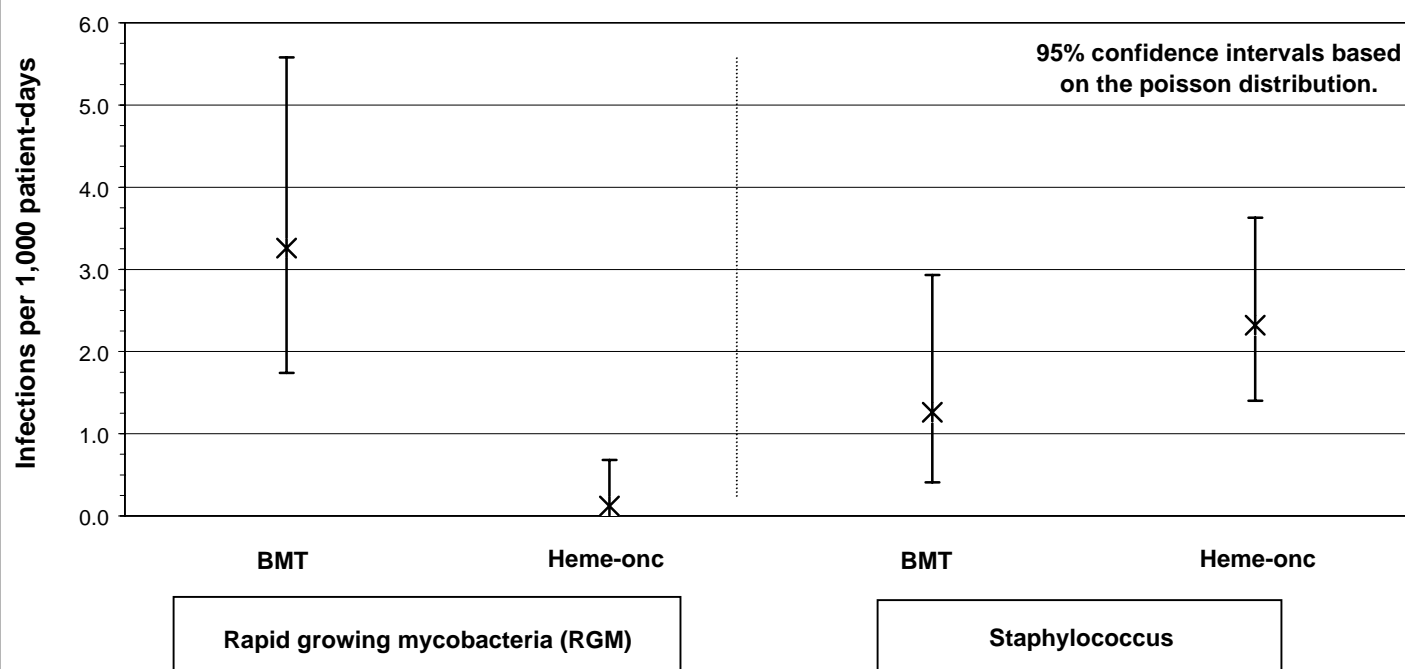 Infections per 1,000 patient-days
6.0
5.0
4.0
3.0
2.0
1.0
0.0
95% confidence intervals based
on the poisson distribution.
BMT
Heme-onc
BMT
Heme-onc
Rapid growing mycobacteria (RGM)
Staphylococcus